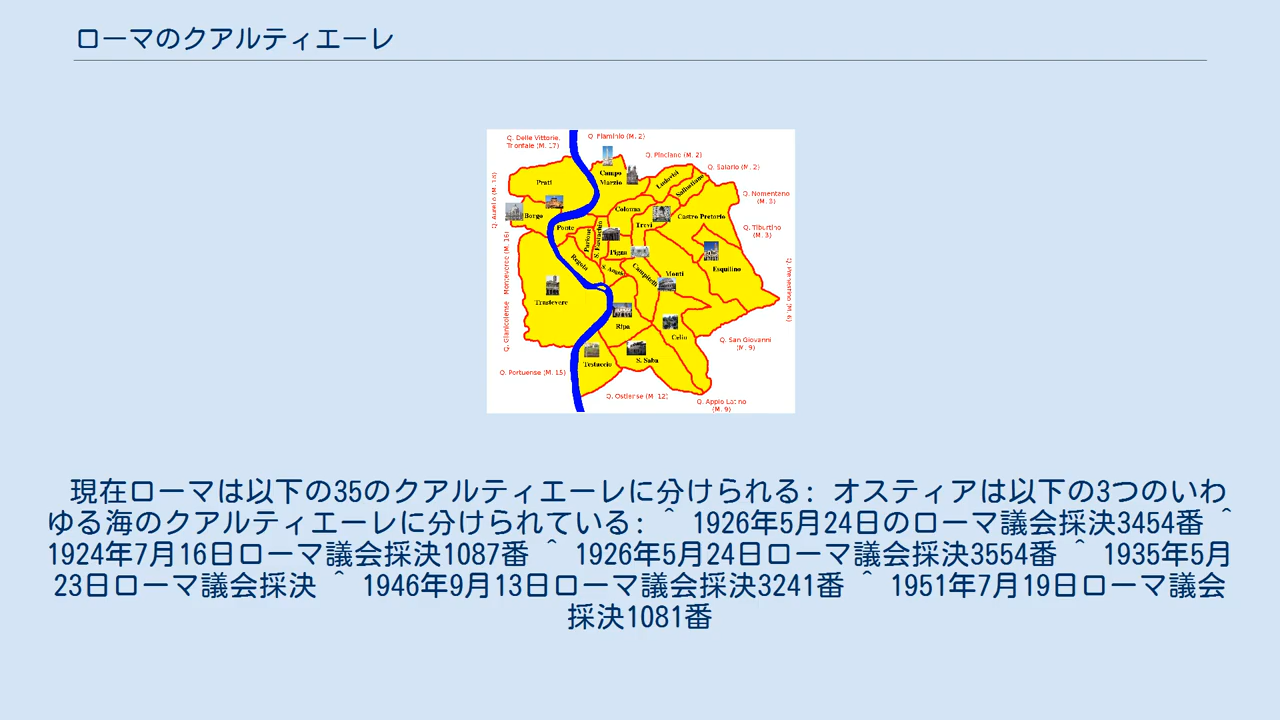 ローマのクアルティエーレ
Q. Delle Vittorie,
Trionfale (M. 17)
Q. Flaminio (M. 2)
Q. Pinciano (M. 2)
Q. Salario (M. 2)
Q. Nomentano
(M. 3)
Q. Tiburtino
(M. 3)
Q. Prenestino (M. 6)
Q. San Giovanni
(M. 9)
Q. Appio Latino
(M. 9)
Q. Ostiense (M. 12)
Q. Portuense (M. 15)
Q. Gianicolense Monteverde (M. 16)
Q. Aurelio (M. 18)
Prati
Campo
Marzio
Ludovisi
Sallustiano
Borgo
Ponte
Colonna
Trevi
Castro Pretorio
Parione
S. Eustachio
Pigna
Regola
S. Angelo
Campitelli
Monti
Esquilino
Trastevere
Ripa
Celio
Testaccio
S. Saba
現在ローマは以下の35のクアルティエーレに分けられる: オスティアは以下の3つのいわ
ゆる海のクアルティエーレに分けられている: ^ 1926年5月24日のローマ議会採決3454番 ^
1924年7月16日ローマ議会採決1087番 ^ 1926年5月24日ローマ議会採決3554番 ^ 1935年5月
23日ローマ議会採決 ^ 1946年9月13日ローマ議会採決3241番 ^ 1951年7月19日ローマ議会
採決1081番